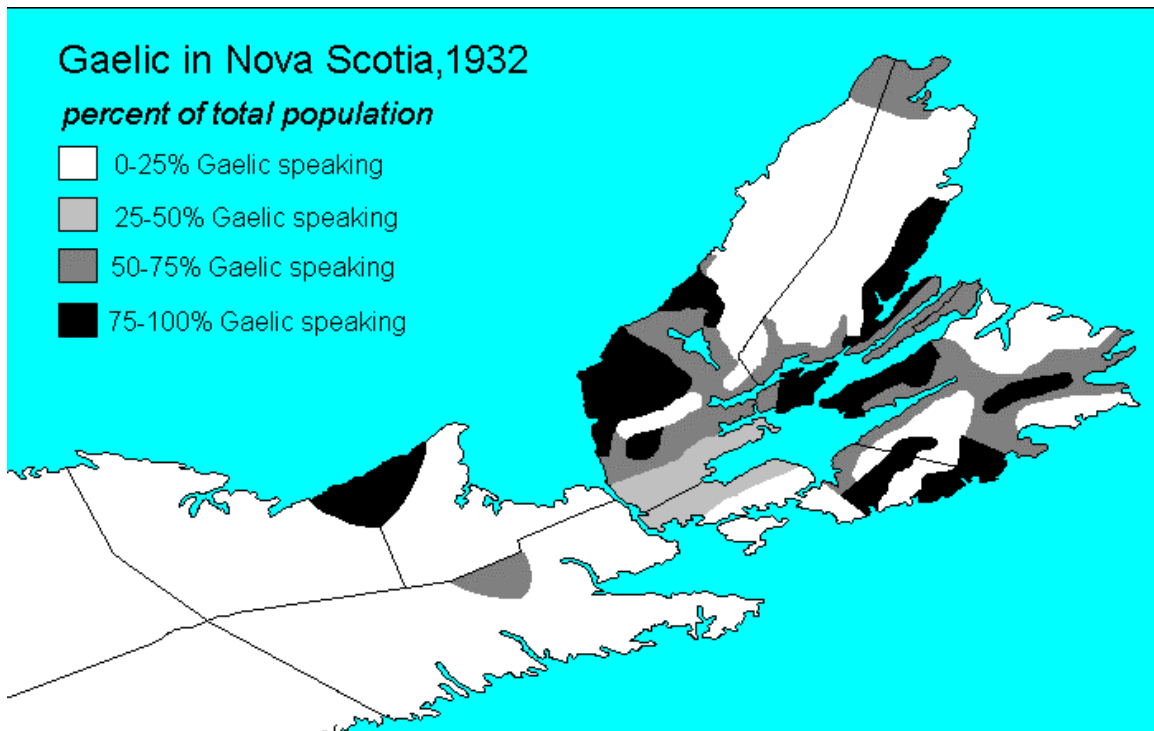 Gaelic in Nova Scotia,1932
percent of total population
0-25% Gaelic speaking
25-50% Gaelic speaking
50-75% Gaelic speaking
75-100% Gaelic speaking